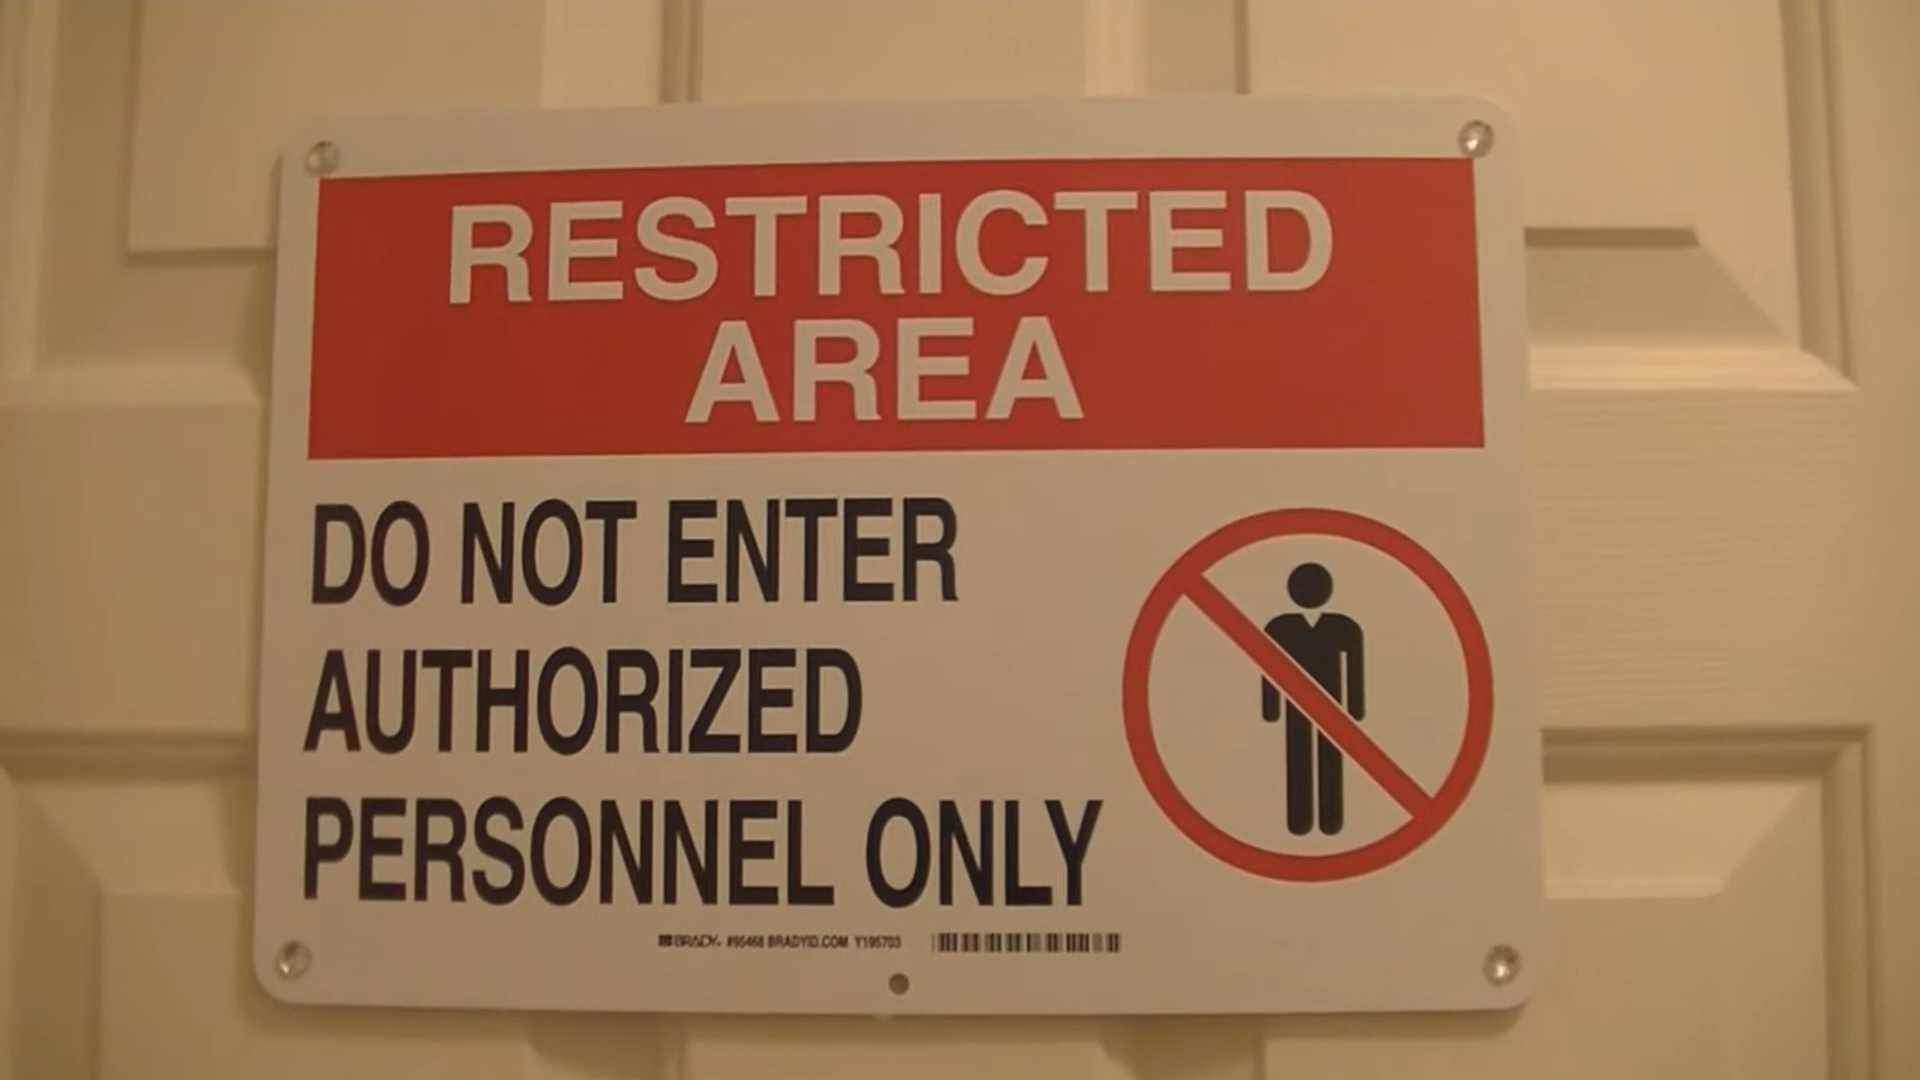 RESTRICTED
AREA
DO NOT ENTER
AUTHORIZED
PERSONNEL ONLY
BRADY. #95468 BRADYID.COM Y195703